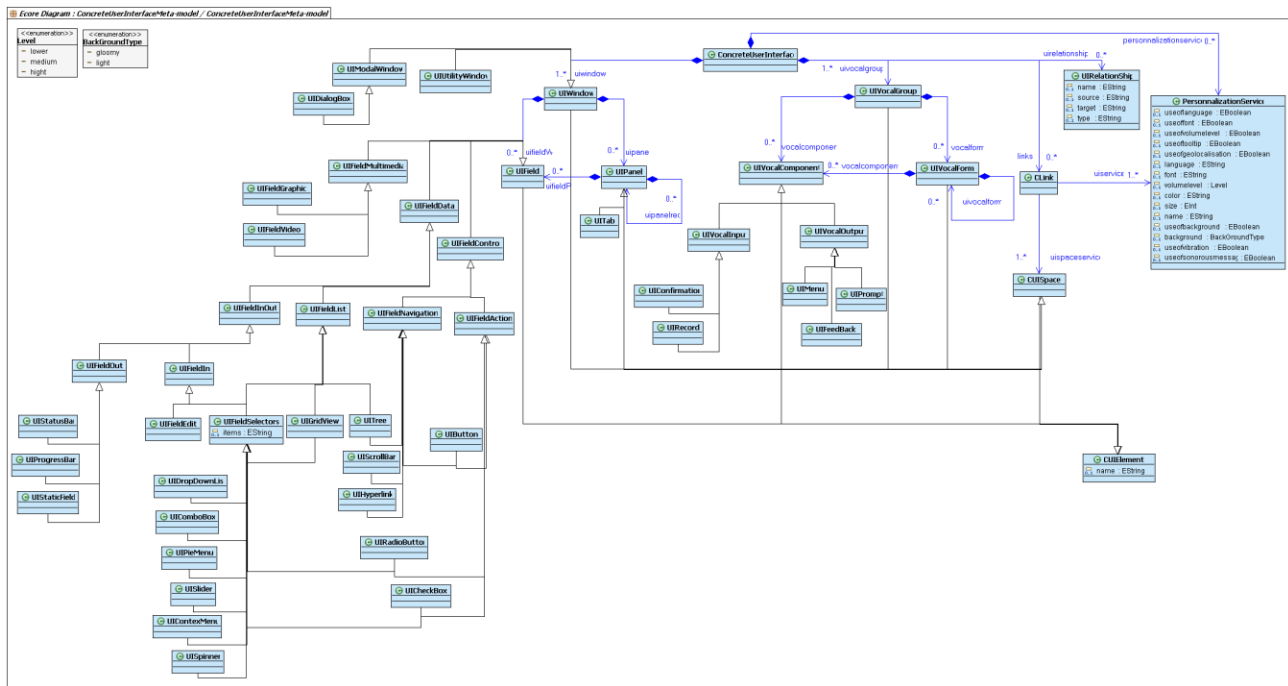 Ecore Diagram : ConcreteUserInterfaceMeta-model / ConcreteUserInterfaceMeta-model
<<enumeration>>
Level
lower
medium
hight
<<enumeration>>
BackGroundType
gloomy
light
ConcreteUserInterfac
personnalizationservic
0..*
uirelationship
0..*
UIRelationShip
name : EString
source : EString
target : EString
type : EString
PersonnalizationServic
useoflanguage : EBoolean
useoffont : EBoolean
useofvolumelevel : EBoolean
useoftooltip : EBoolean
useofgeolocalisation : EBoolean
language : EString
font : EString
volumelevel : Level
color : EString
size : EInt
name : EString
useofbackground : EBoolean
background : BackGroundType
useofvibration : EBoolean
useofsonorousmessag : EBoolean
UIModalWindow
UIUtilityWindow
UIDialogBox
1..*
uiwindow
UIWindow
1..*
uivocalgroup
UIVocalGroup
0..*
uifieldW
0..*
uipane
UIField
0..*
uifieldP
UIPanel
0..*
uipanelrec
UITab
0..*
vocalcomponer
0..*
vocalform
UIVocalComponent
vocalcomponer
0..*
UIVocalForm
0..*
uivocalform
links
0..*
CLink
uiservice
1..*
1..*
uispaceservic
CUISpace
UIFieldMultimedia
UIFieldGraphic
UIFieldVideo
UIFieldData
UIFieldContro
UIVocalInpu
UIVocalOutpu
UIConfirmation
UIRecord
UIMenu
UIPromp
UIFeedBack
UIFieldInOut
UIFieldList
UIFieldNavigation
UIFieldAction
UIFieldOut
UIFieldIn
UIStatusBar
UIProgressBar
UIStaticField
UIFieldEdit
UIFieldSelectors
items : EString
UIGridView
UITree
UIButton
UIScrollBar
UIHyperlink
UIDropDownLis
UIComboBox
UIPieMenu
UISlider
UIContexMenu
UISpinner
UIRadioButto
UICheckBox
CUIElement
name : EString